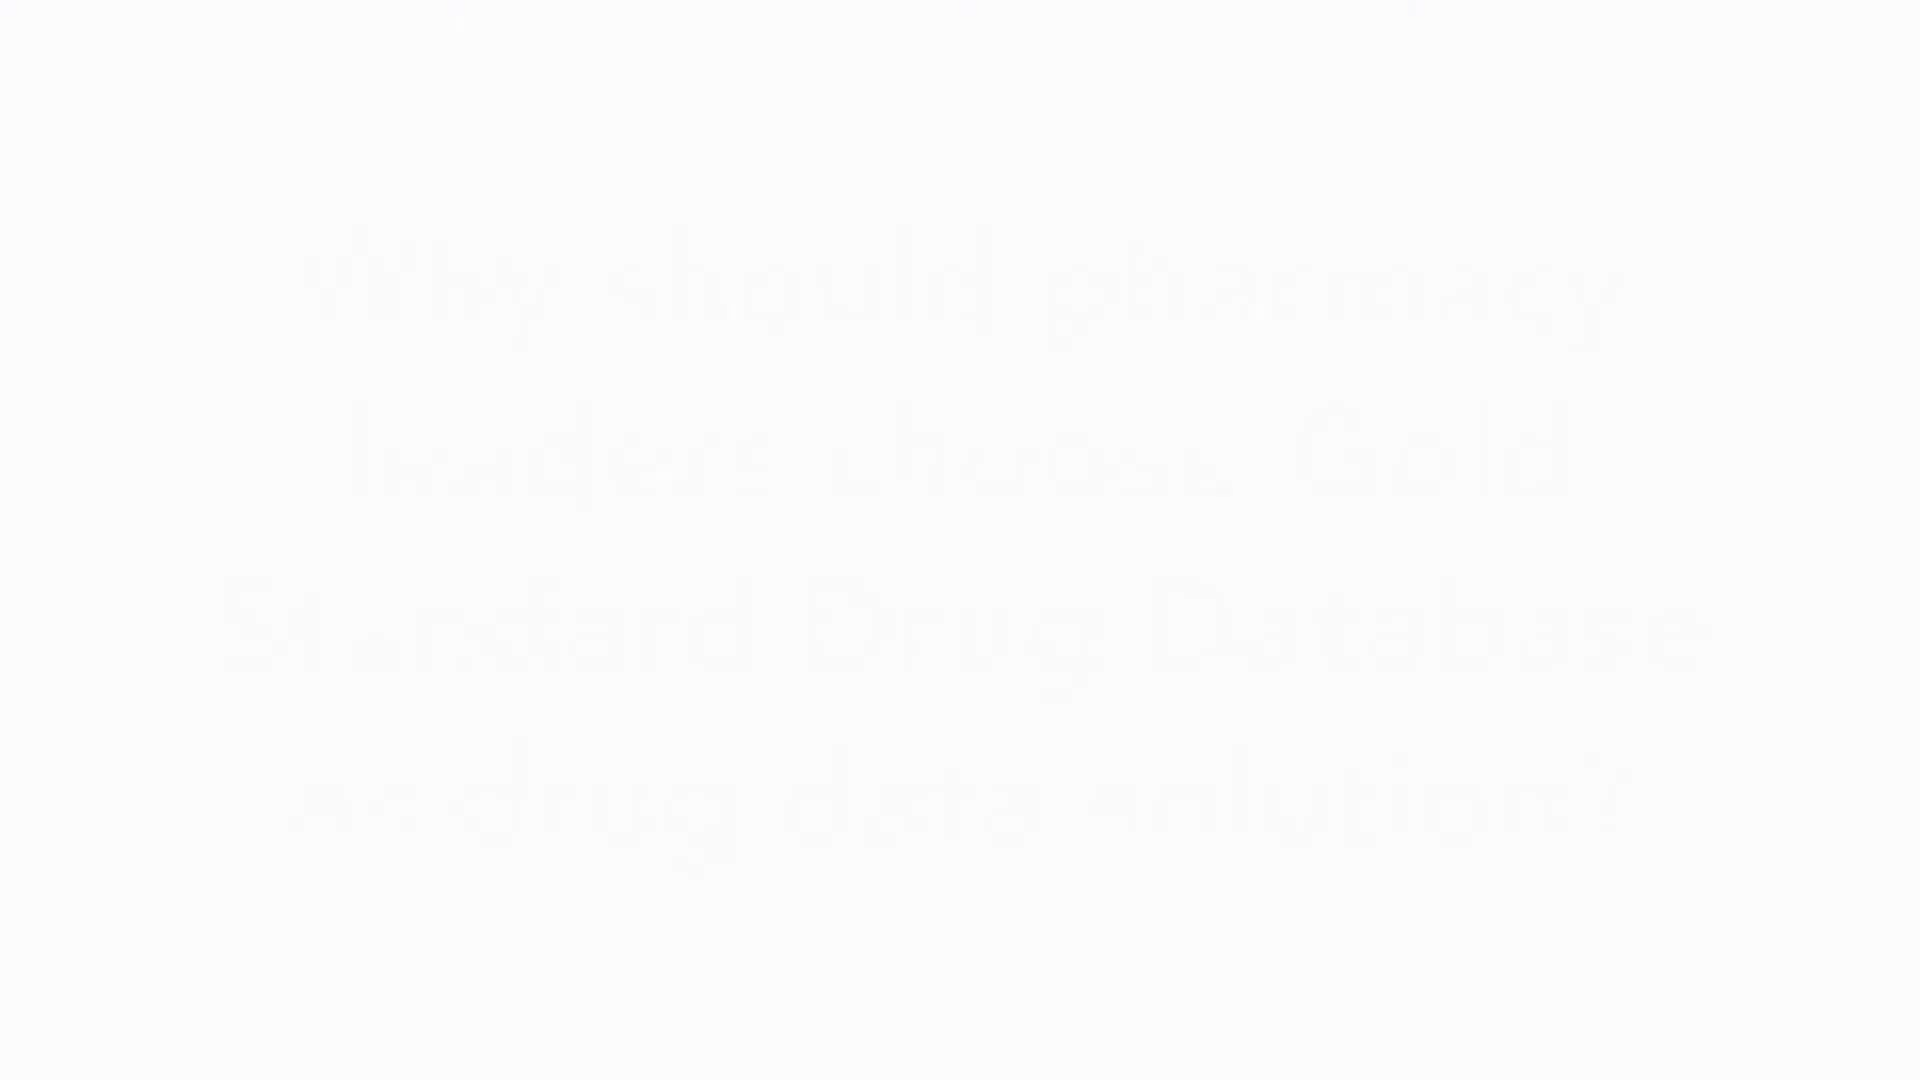 Why should pharmacy
leaders choose Gold
Standard Drug Database
as drug data solution?